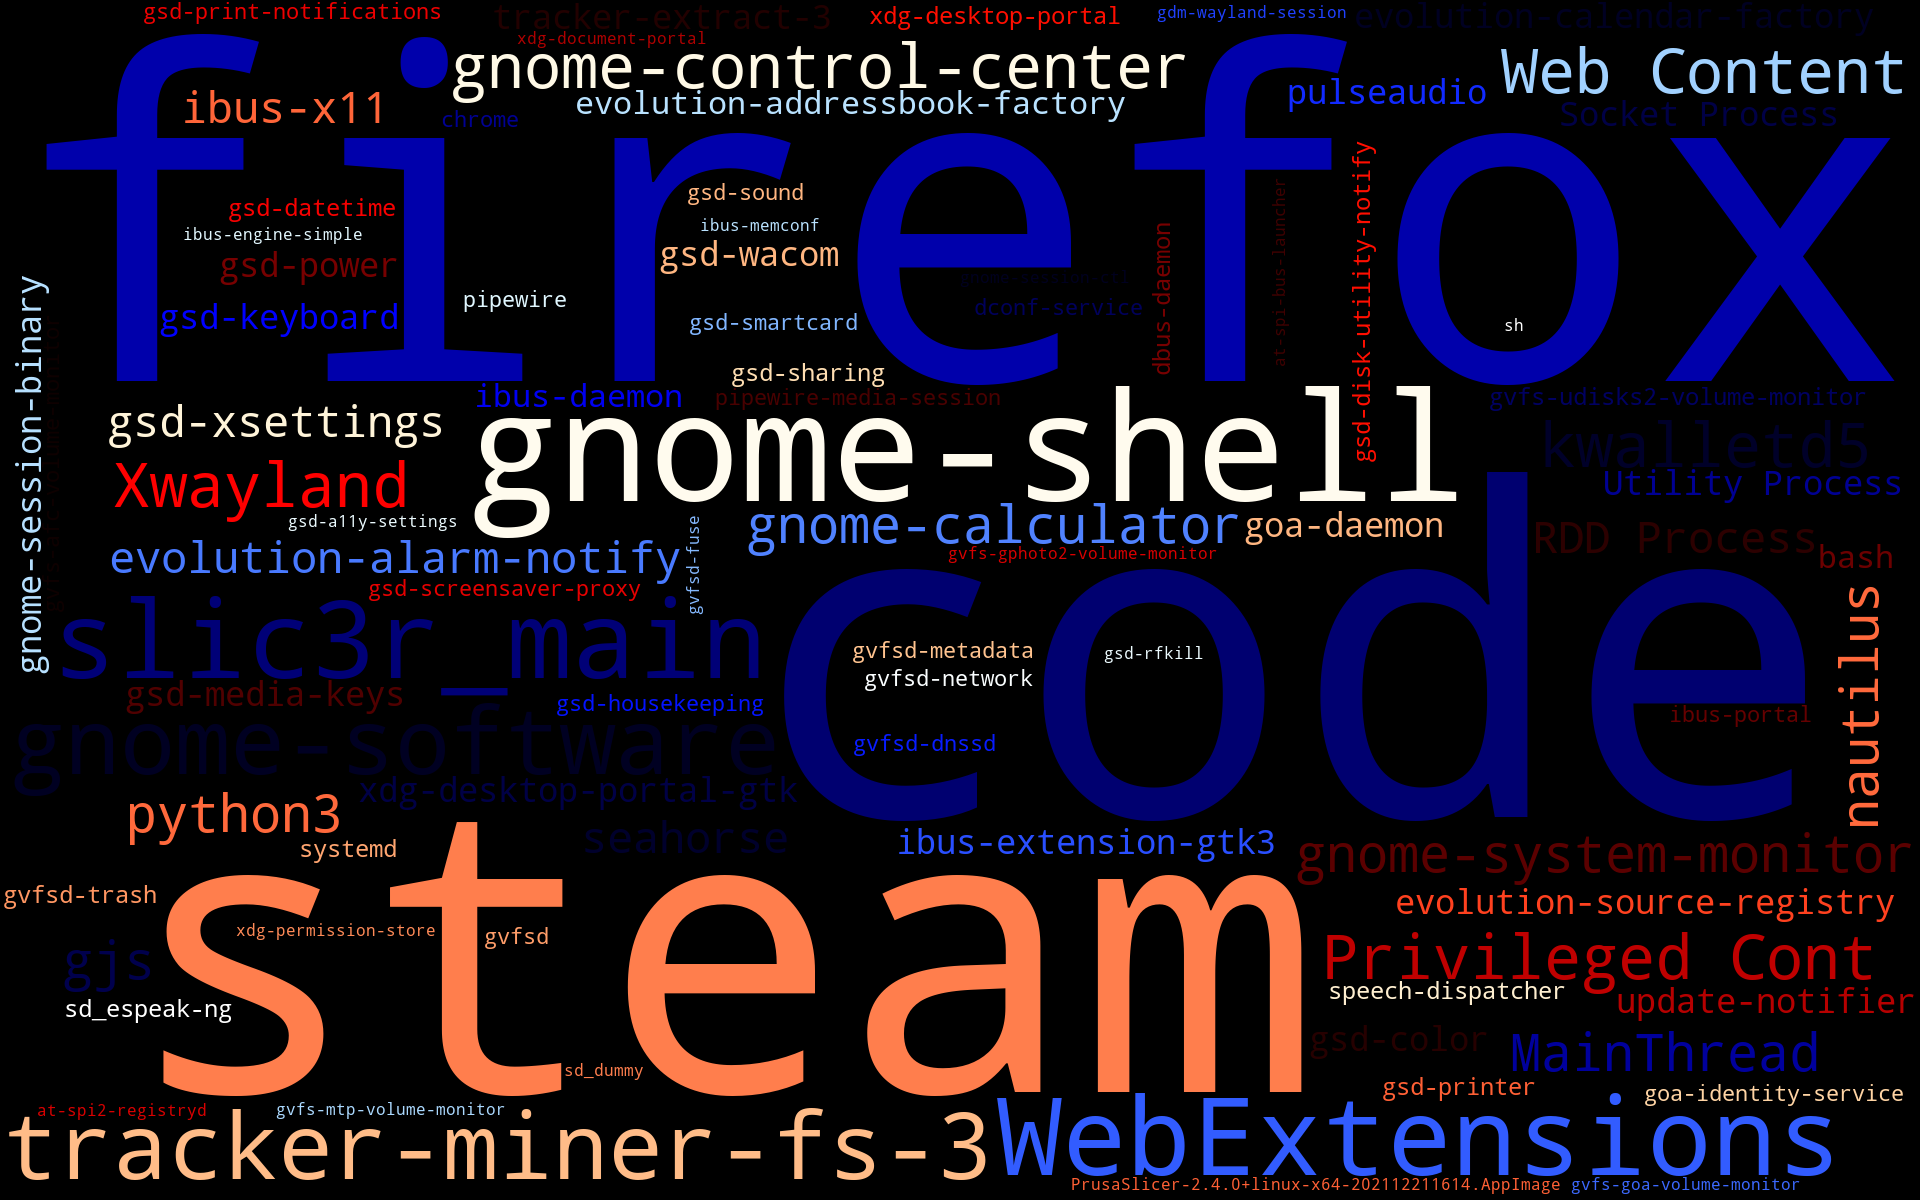 gsd-print-notifications
tracker-extract-3
xdg-desktop-portal
gdm-wayland-session
evolution-calendar-factory
xdg-document-portal
firefox
gnome-control-center
Web Content
ibus-x11
chrome
evolution-addressbook-factory
pulseaudio
Socket Process
gsd-sound
gsd-datetime
ibus-memconf
ibus-engine-simple
gsd-wacom
gsd-power
dbus-daemon
at-spi-bus-launcher
gsd-disk-utility-notify
pipewire
dconf-service
gsd-keyboard
gsd-smartcard
sh
gnome-session-binary
gsd-sharing
ibus-daemon
pipewire-media-session
gvfs-udisks2-volume-monitor
gsd-xsettings
gnome-shell
kwalletd5
Xwayland
Utility Process
gsd-a11y-settings
gnome-calculator
goa-daemon
RDD Process
evolution-alarm-notify
gvfsd-fuse
gvfs-gphoto2-volume-monitor
bash
gsd-screensaver-proxy
slic3r_main
code
gvfsd-metadata
gsd-rfkill
gvfsd-network
nautilus
gsd-media-keys
gsd-housekeeping
ibus-portal
gnome-software
gvfsd-dnssd
xdg-desktop-portal-gtk
python3
seahorse
ibus-extension-gtk3
systemd
gnome-system-monitor
gvfsd-trash
steam
evolution-source-registry
xdg-permission-store
gvfsd
gjs
Privileged Cont
speech-dispatcher
sd_espeak-ng
update-notifier
gsd-color
MainThread
sd_dummy
gsd-printer
goa-identity-service
at-spi2-registryd
gvfs-mtp-volume-monitor
tracker-miner-fs-3
WebExtensions
PrusaSlicer-2.4.0+linux-x64-202112211614.AppImage
gvfs-goa-volume-monitor